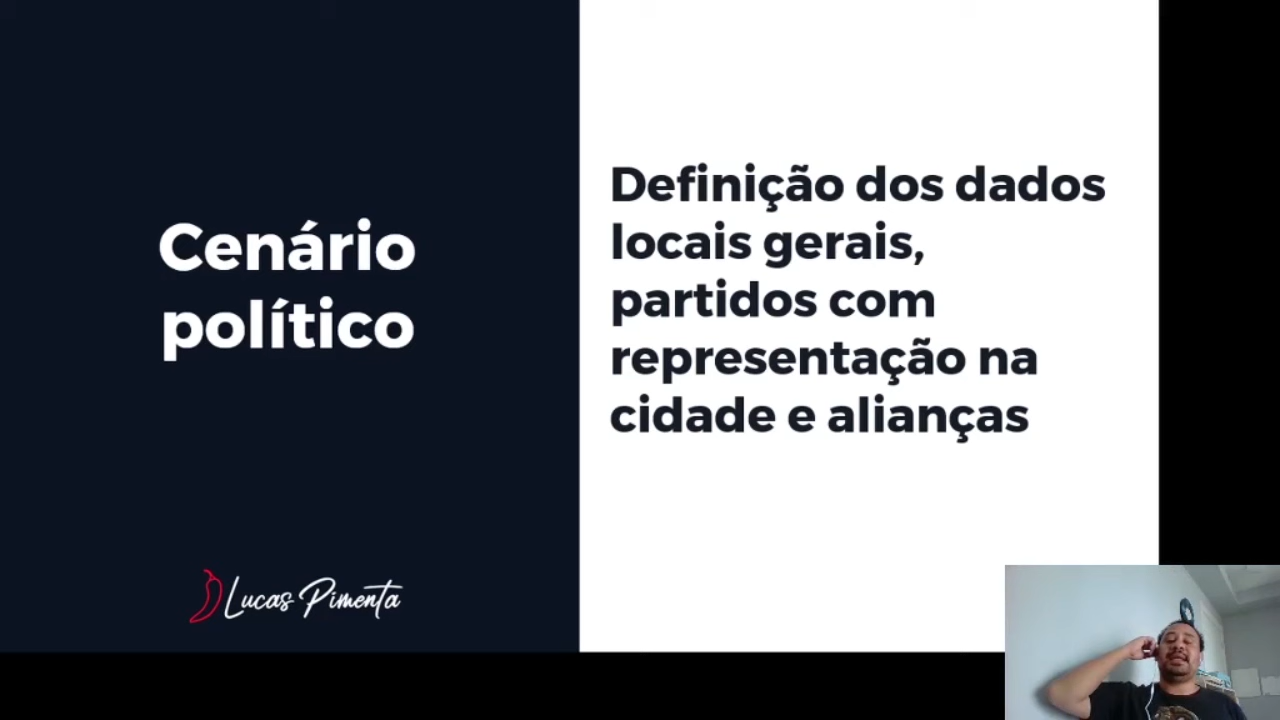 Cenário
político
Definição dos dados
locais gerais,
partidos com
representação na
cidade e alianças
Lucas Pimenta